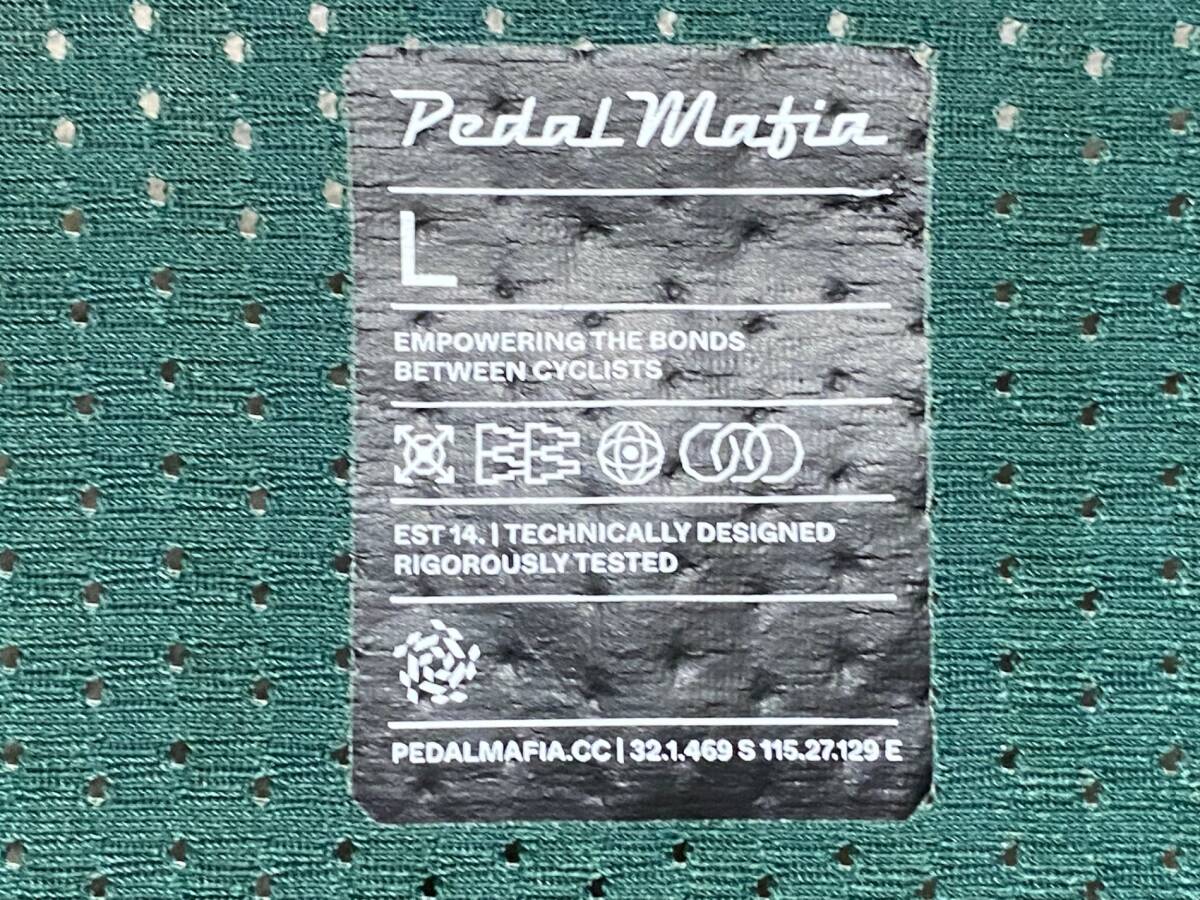 Pedal Mafia
L
EMPOWERING THE BONDS
BETWEEN CYCLISTS
EST 14. | TECHNICALLY DESIGNED
RIGOROUSLY TESTED
PEDALMAFIA.CC | 32.1.469 S 115.27.129 E